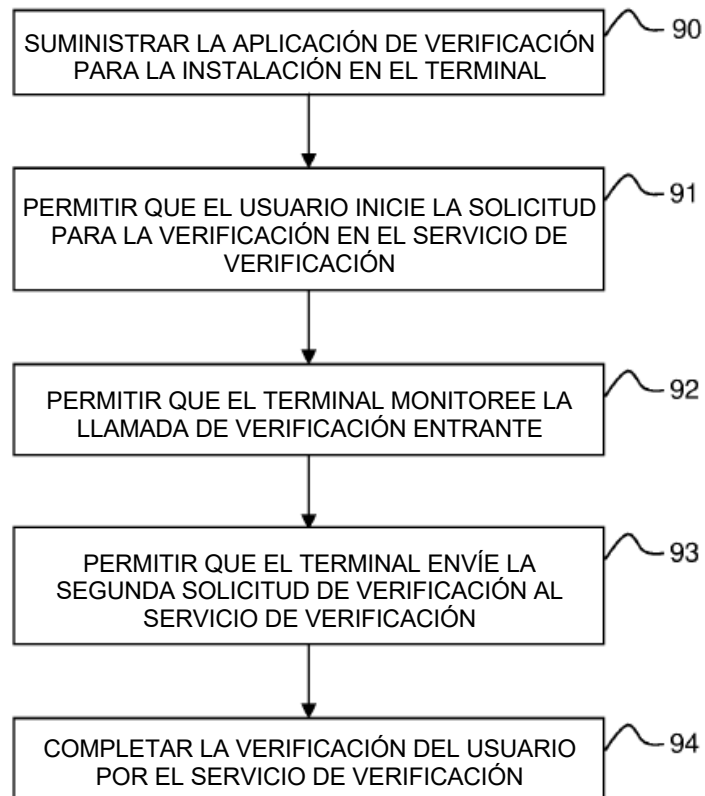 SUMINISTRAR LA APLICACIÓN DE VERIFICACIÓN
PARA LA INSTALACIÓN EN EL TERMINAL
90
PERMITIR QUE EL USUARIO INICIE LA SOLICITUD
PARA LA VERIFICACIÓN EN EL SERVICIO DE
VERIFICACIÓN
91
PERMITIR QUE EL TERMINAL MONITOREE LA
LLAMADA DE VERIFICACIÓN ENTRANTE
92
PERMITIR QUE EL TERMINAL ENVÍE LA
SEGUNDA SOLICITUD DE VERIFICACIÓN AL
SERVICIO DE VERIFICACIÓN
93
COMPLETAR LA VERIFICACIÓN DEL USUARIO
POR EL SERVICIO DE VERIFICACIÓN
94